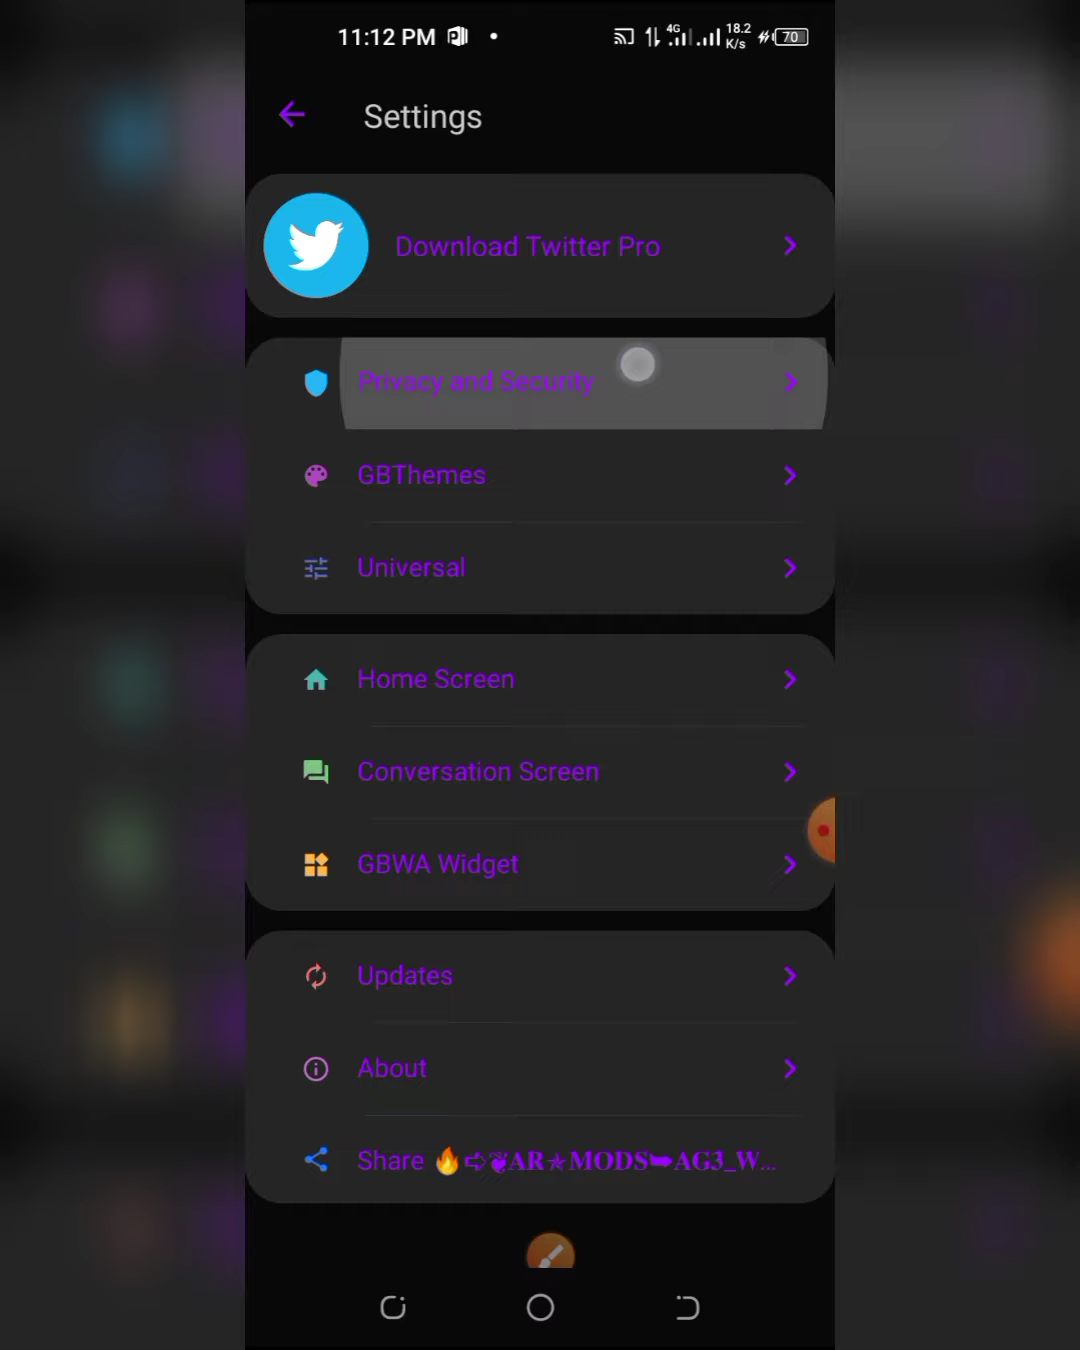 11:12 PM
4G
18.2
K/s
70
Settings
Download Twitter Pro
Privacy and Security
GBThemes
Universal
Home Screen
Conversation Screen
GBWA Widget
Updates
About
Share 🔥➪❦𝐀𝐑✯𝐌𝐎𝐃𝐒➥𝐀𝐆𝟑_𝐖...